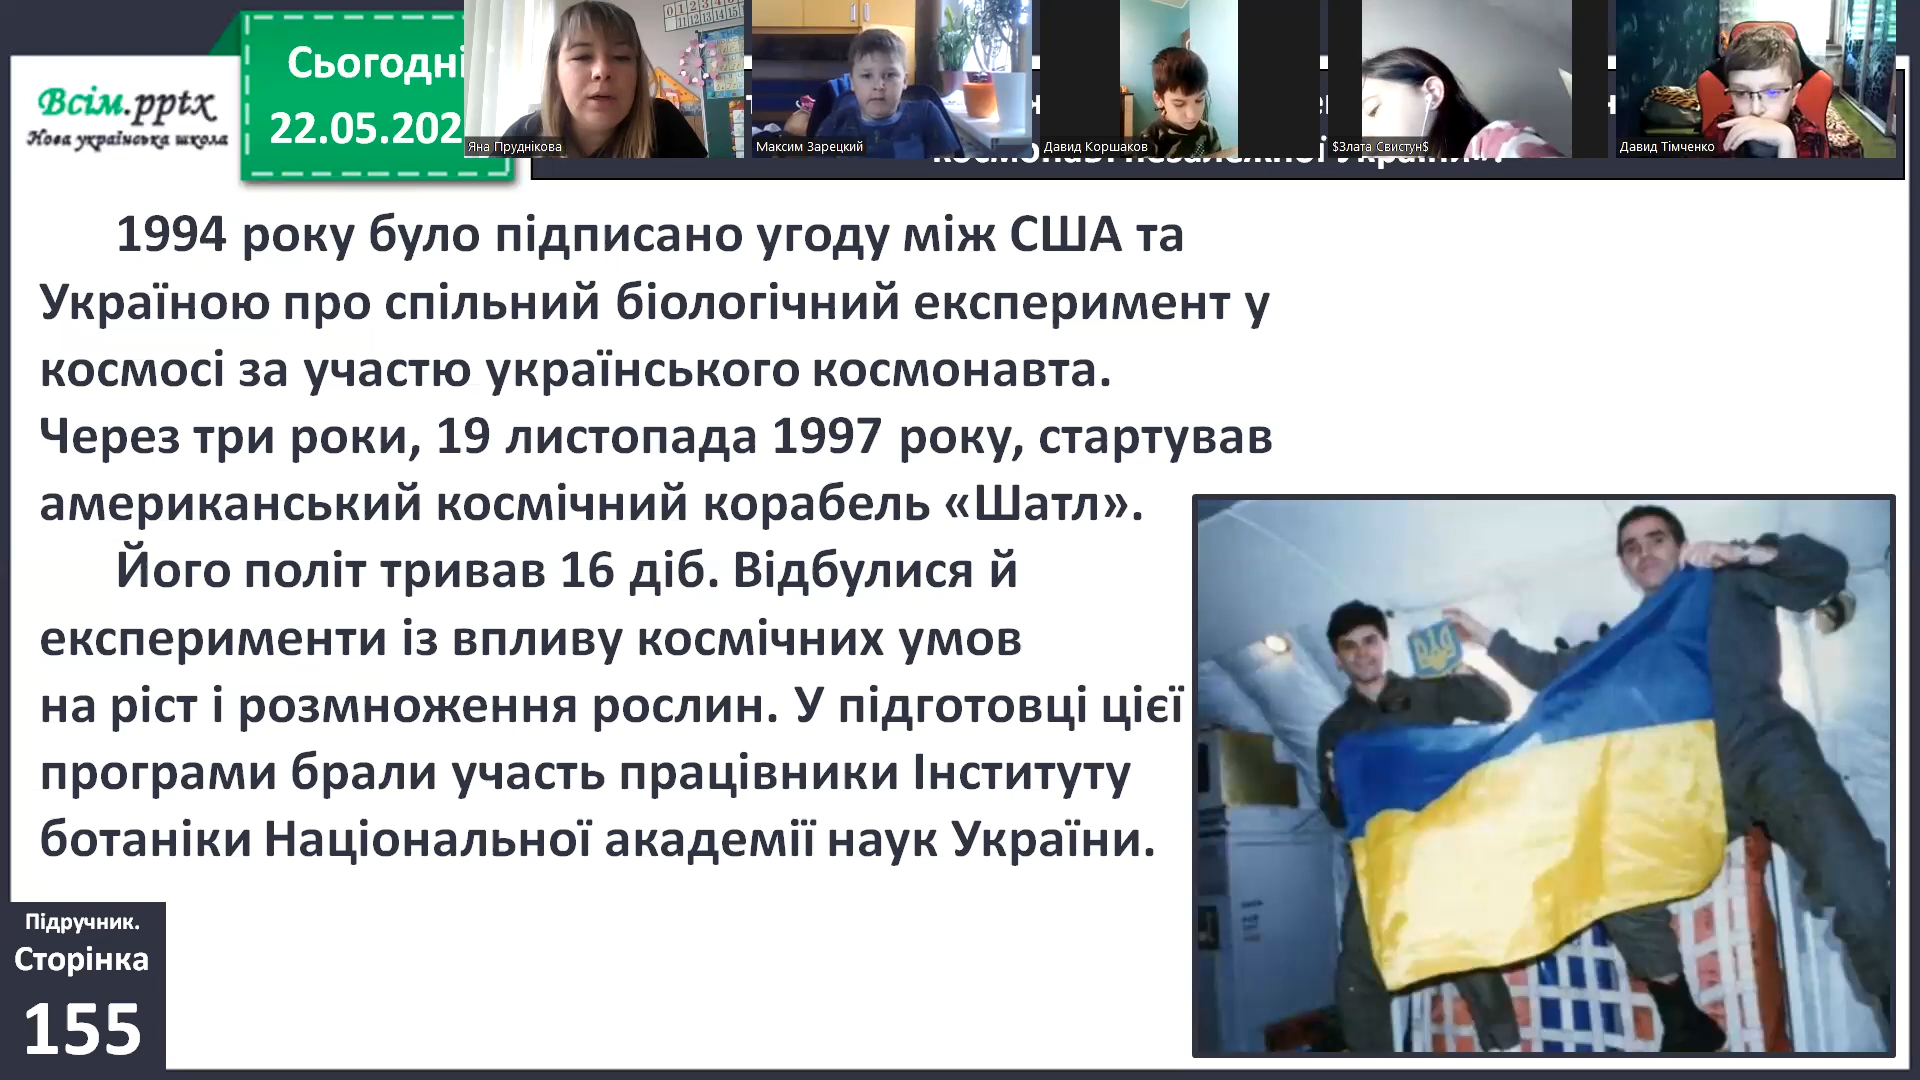 Всім.pptx
Нова українська школа
Сьогодні
22.05.202
Яна Пруднікова
Максим Зарецкий
Давид Коршаков
$Злата Свистун$
Давид Тімченко
незалежної України».
1994 року було підписано угоду між США та
Україною про спільний біологічний експеримент у
космосі за участю українського космонавта.
Через три роки, 19 листопада 1997 року, стартував
американський космічний корабель «Шатл».
Його політ тривав 16 діб. Відбулися й
експерименти із впливу космічних умов
на ріст і розмноження рослин. У підготовці цієї
програми брали участь працівники Інституту
ботаніки Національної академії наук України.
Підручник.
Сторінка
155